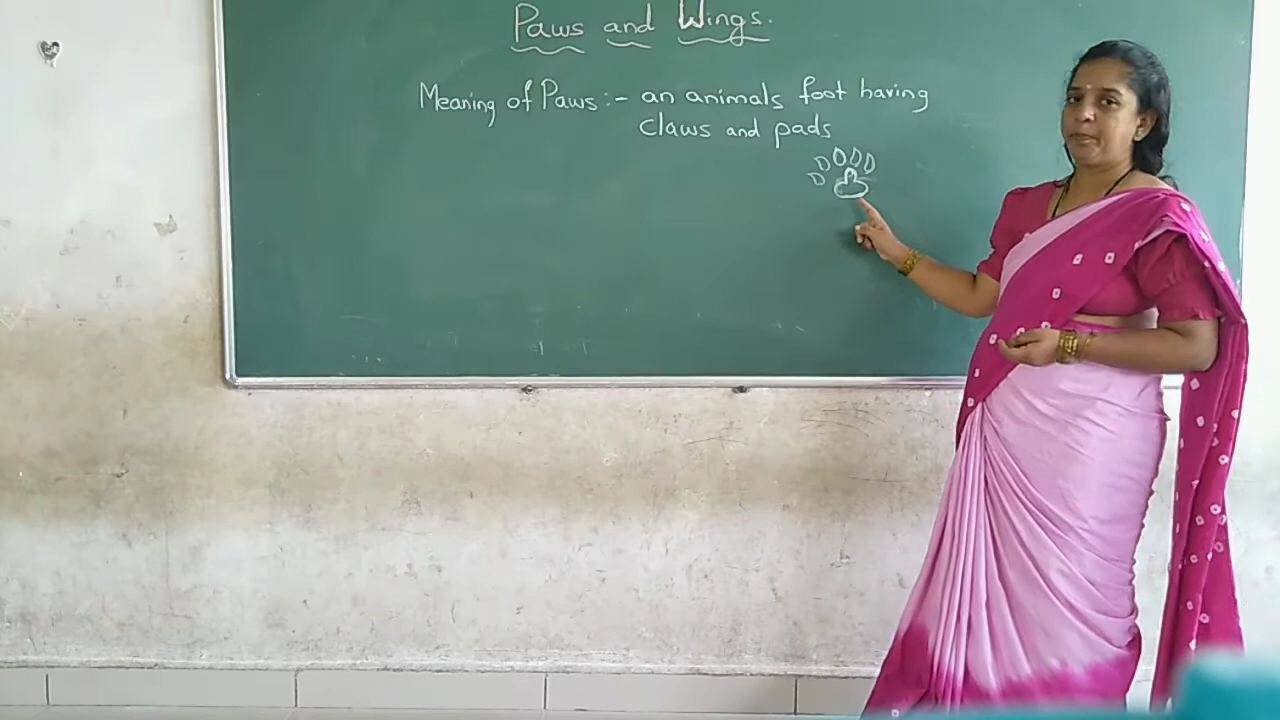 Paws and Wings.
Meaning of Paws :- an animals foot having
claws and pads